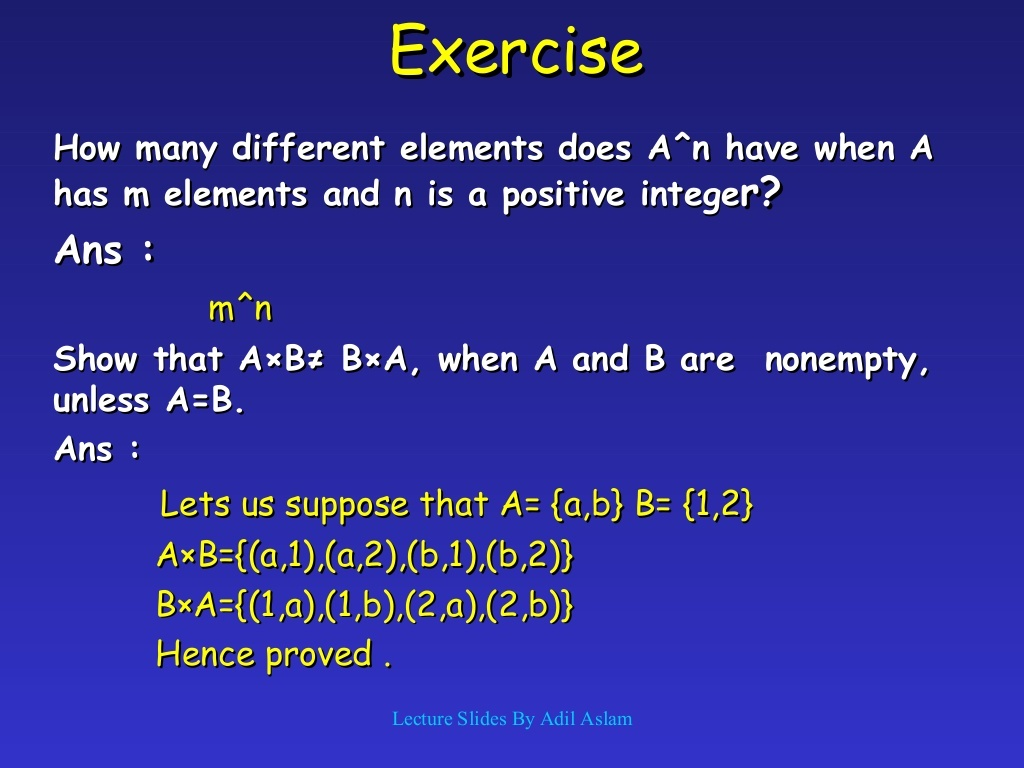 Exercise
How many different elements does A^n have when A
has m elements and n is a positive integer?
Ans :
m^n
Show that A×B≠ B×A, when A and B are nonempty,
unless A=B.
Ans :
Lets us suppose that A= {a,b} B= {1,2}
A×B={(a,1),(a,2),(b,1),(b,2)}
B×A={(1,a),(1,b),(2,a),(2,b)}
Hence proved .
Lecture Slides By Adil Aslam